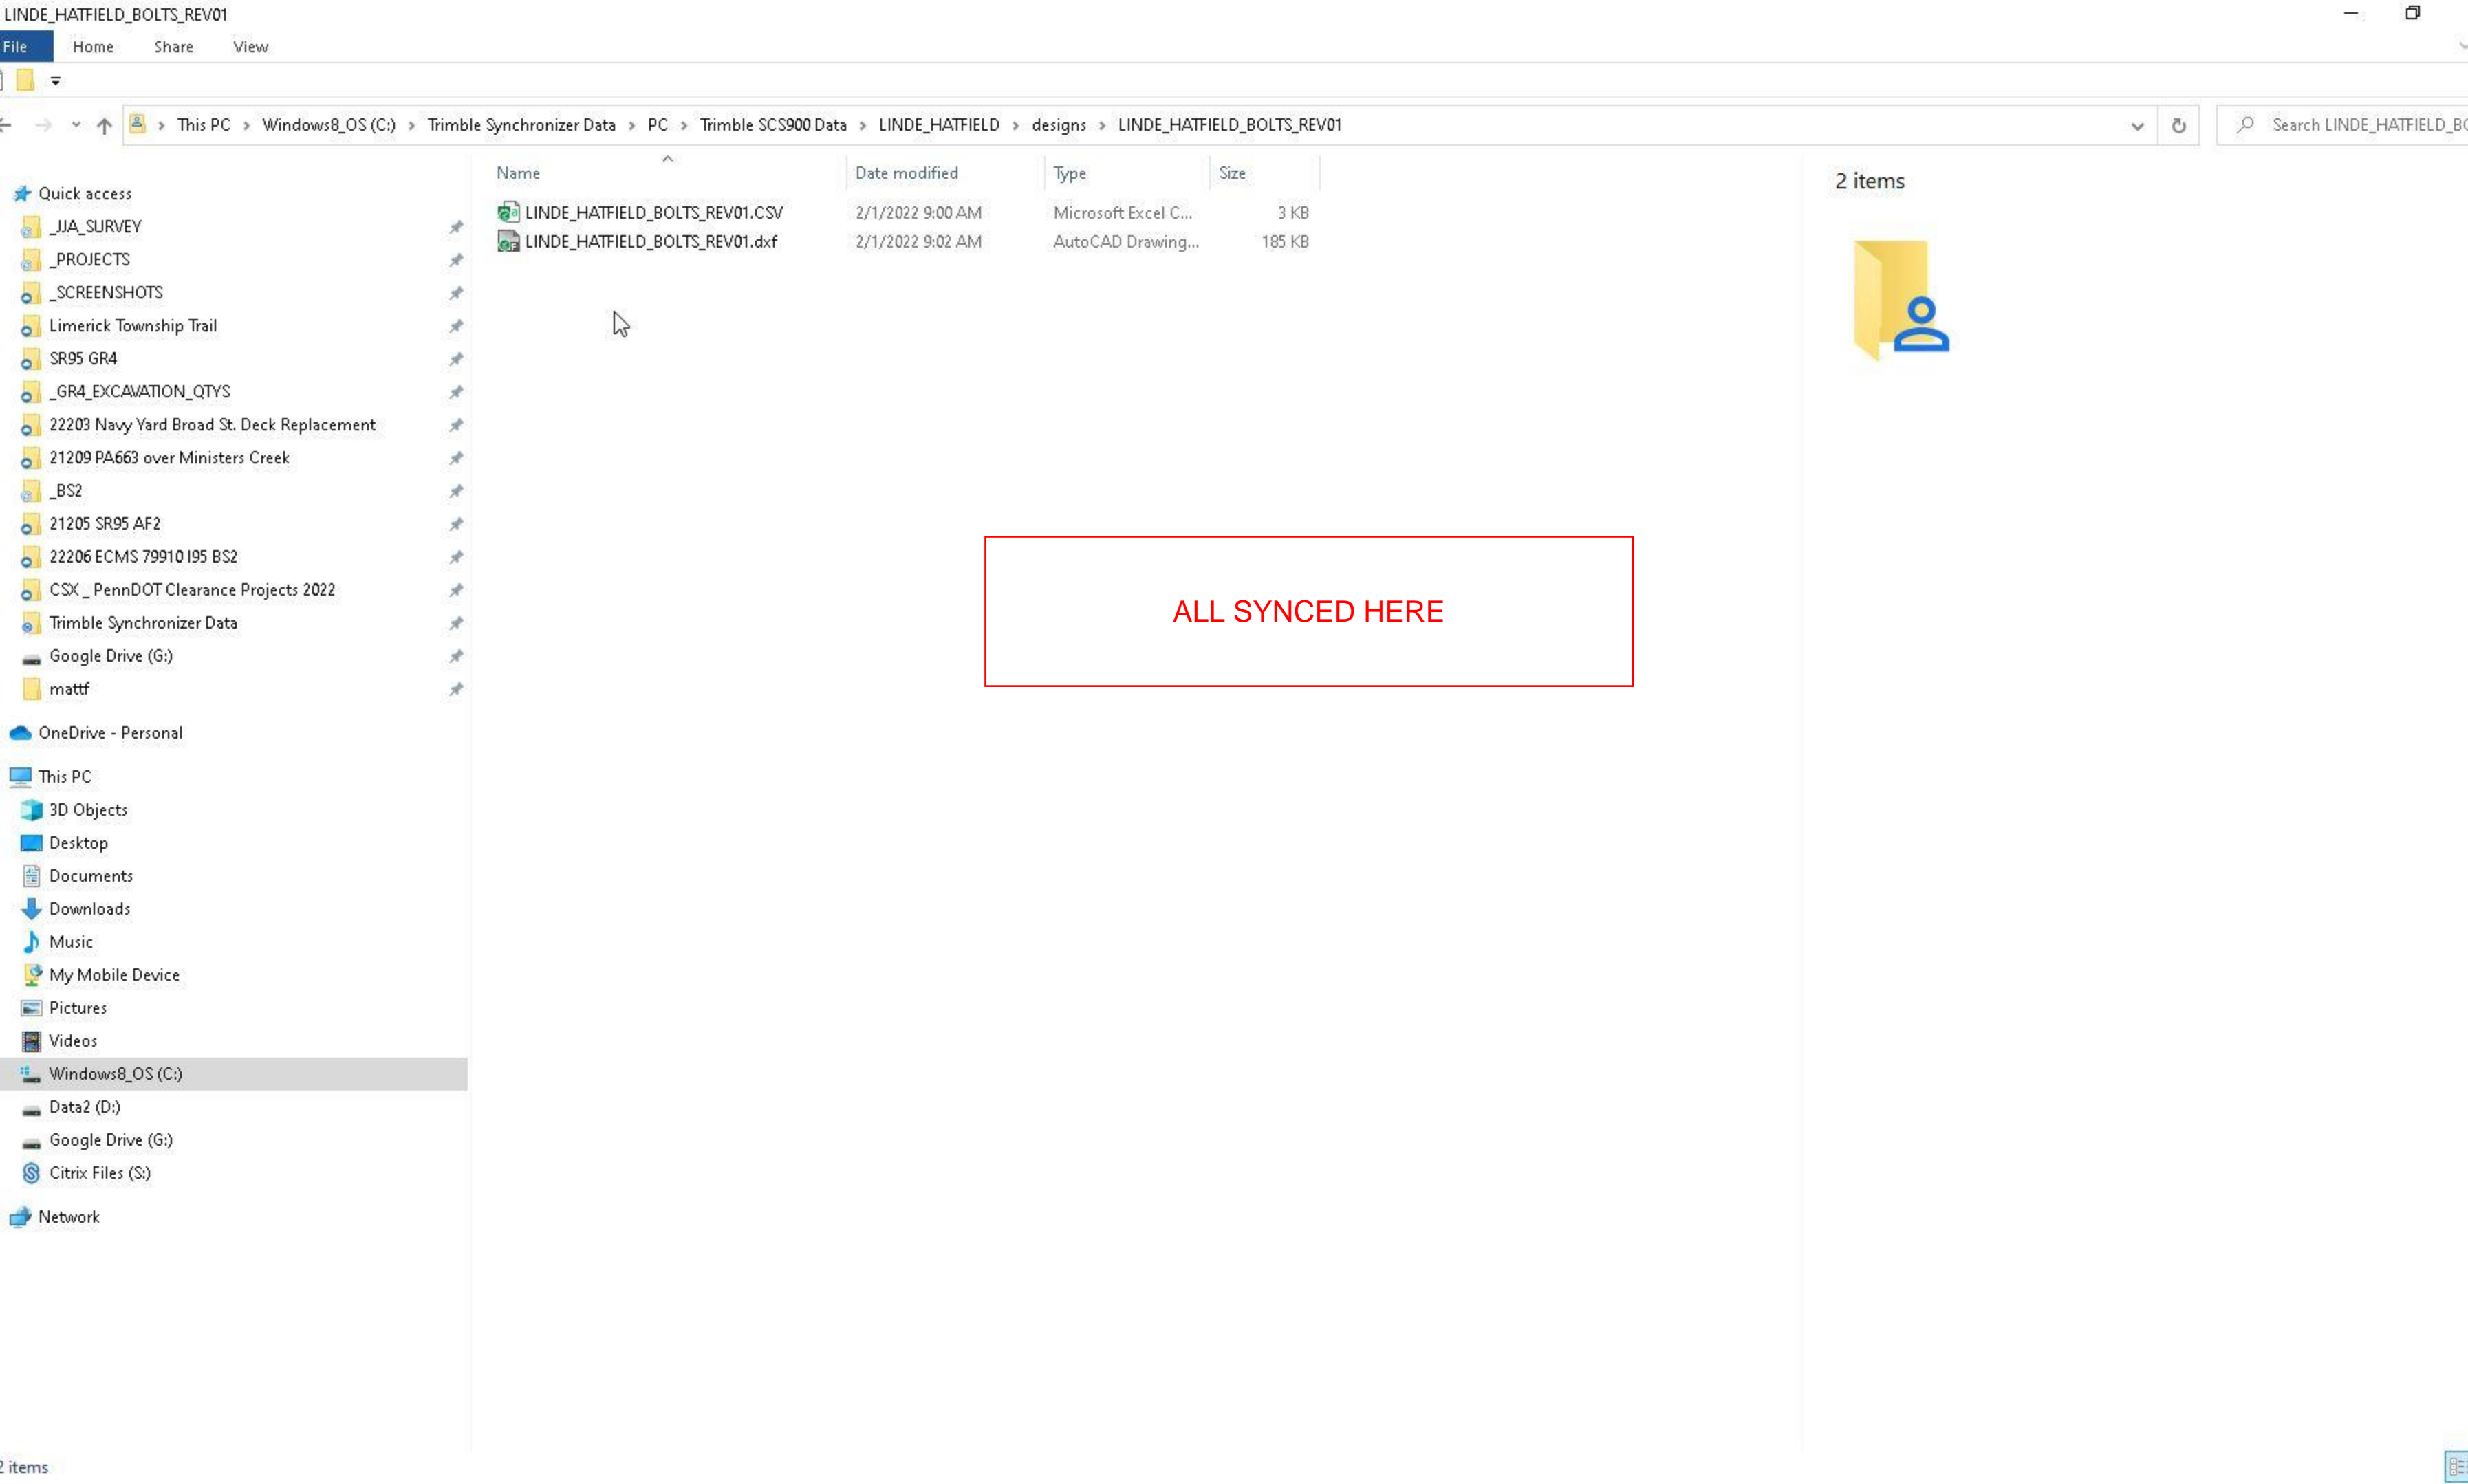 LINDE_HATFIELD_BOLTS_REV01
File Home Share View
This PC > Windows8_OS (C:) > Trimble Synchronizer Data > PC > Trimble SCS900 Data > LINDE_HATFIELD > designs > LINDE_HATFIELD_BOLTS_REV01
Search LINDE_HATFIELD_BO
Name Date modified Type Size
LINDE_HATFIELD_BOLTS_REV01.CSV 2/1/2022 9:00 AM Microsoft Excel C... 3 KB
LINDE_HATFIELD_BOLTS_REV01.dxf 2/1/2022 9:02 AM AutoCAD Drawing... 185 KB
2 items
Quick access
_JJA_SURVEY
_PROJECTS
_SCREENSHOTS
Limerick Township Trail
SR95 GR4
_GR4_EXCAVATION_QTYS
22203 Navy Yard Broad St. Deck Replacement
21209 PA663 over Ministers Creek
_BS2
21205 SR95 AF2
22206 ECMS 79910 I95 BS2
CSX _ PennDOT Clearance Projects 2022
Trimble Synchronizer Data
Google Drive (G:)
mattf
OneDrive - Personal
This PC
3D Objects
Desktop
Documents
Downloads
Music
My Mobile Device
Pictures
Videos
Windows8_OS (C:)
Data2 (D:)
Google Drive (G:)
Citrix Files (S:)
Network
ALL SYNCED HERE
2 items